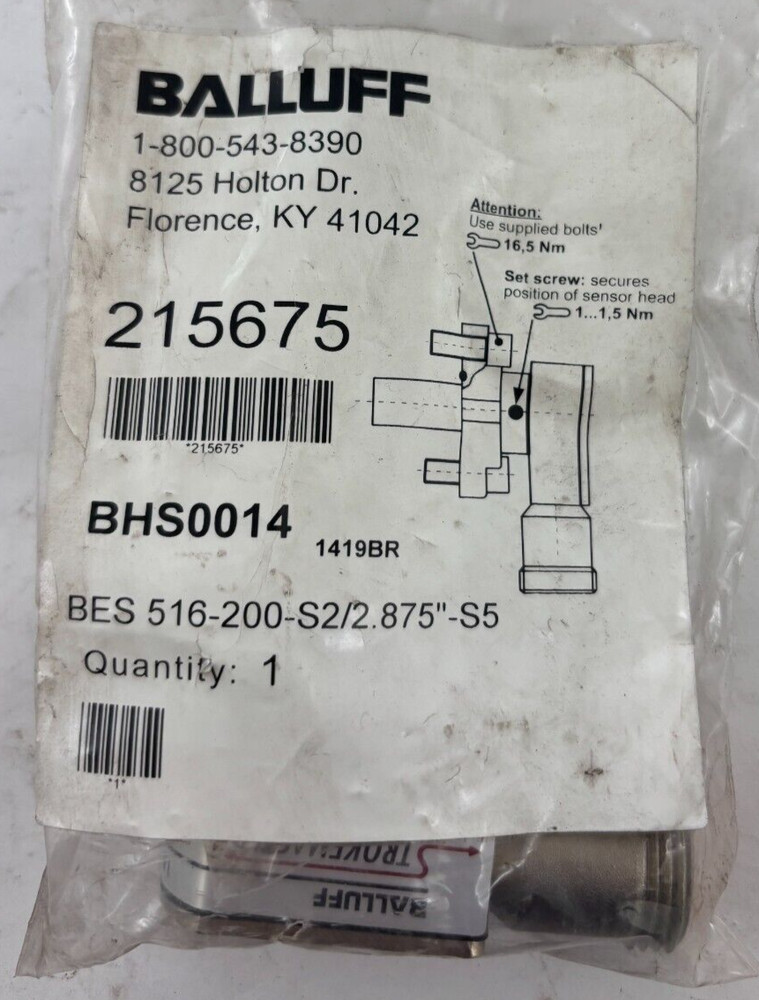 BALLUFF
1-800-543-8390
8125 Holton Dr.
Florence, KY 41042
Attention:
Use supplied bolts'
16,5 Nm
Set screw: secures
position of sensor head
1...1,5 Nm
215675
*215675*
BHS0014
1419BR
BES 516-200-S2/2.875"-S5
Quantity: 1
*1*
BALLUFF